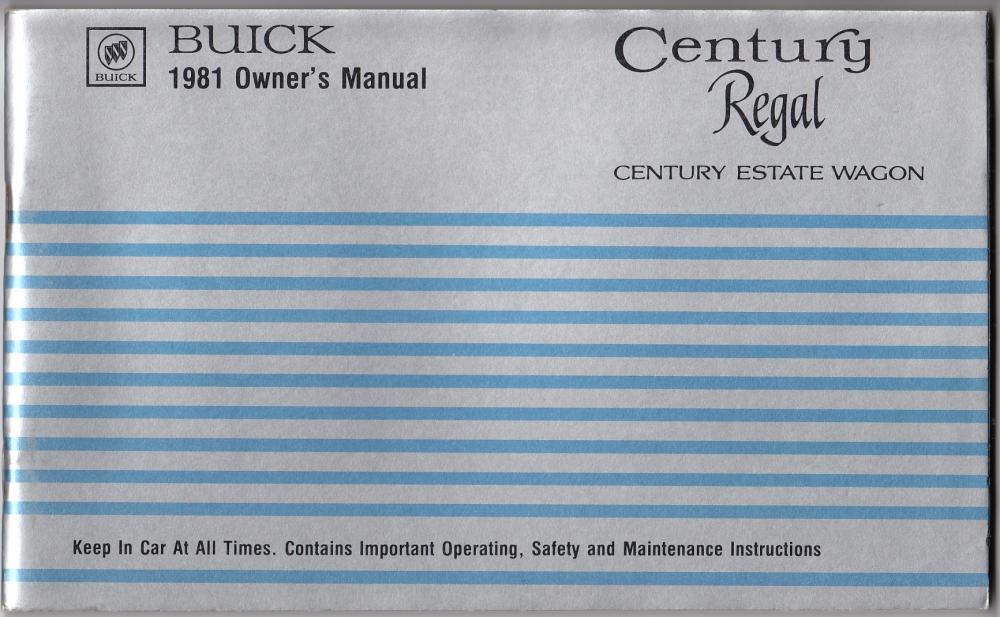 BUICK
BUICK
1981 Owner's Manual
Century
Regal
CENTURY ESTATE WAGON
Keep In Car At All Times. Contains Important Operating, Safety and Maintenance Instructions